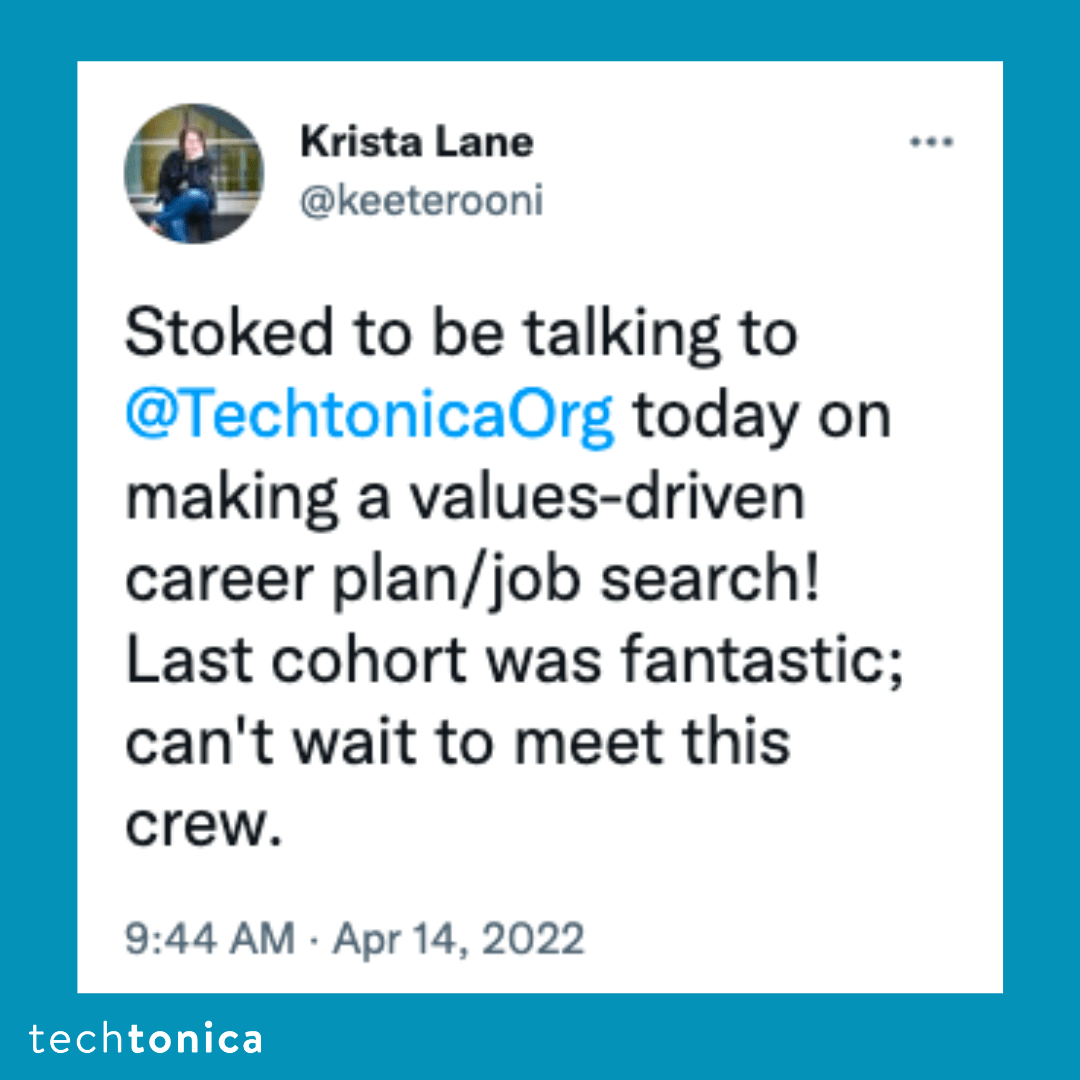 Krista Lane
...
@keeterooni
Stoked to be talking to
@TechtonicaOrg today on
making a values-driven
career plan/job search!
Last cohort was fantastic;
can't wait to meet this
crew.
9:44 AM · Apr 14, 2022
techtonica